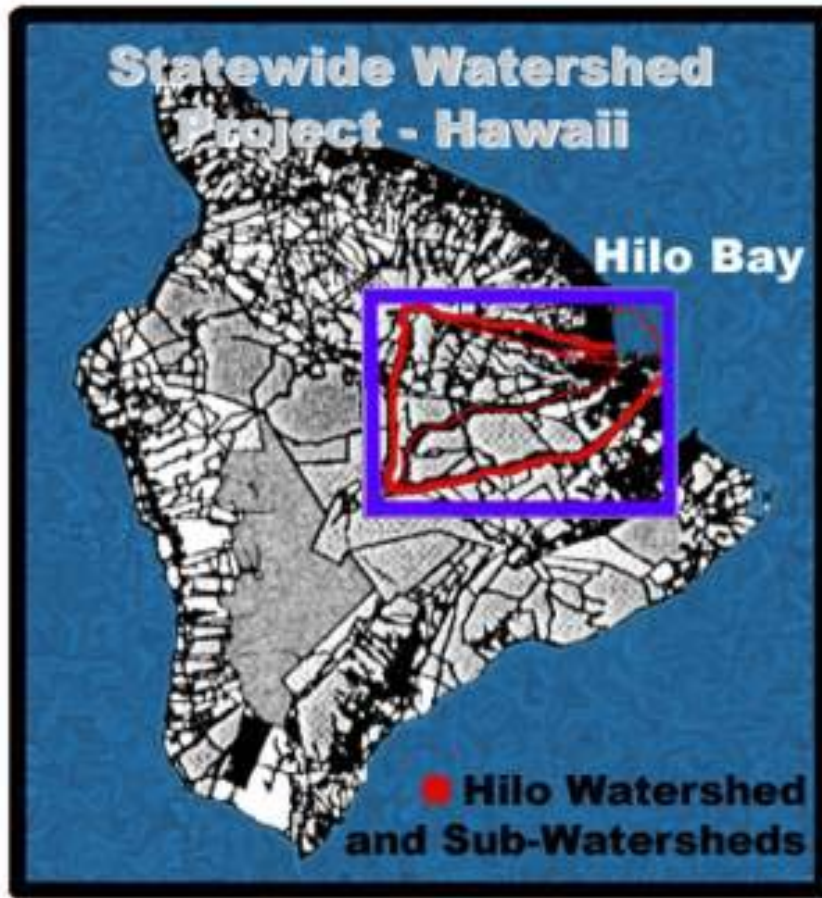 Statewide Watershed
Project - Hawaii
Hilo Bay
Hilo Watershed
and Sub-Watersheds